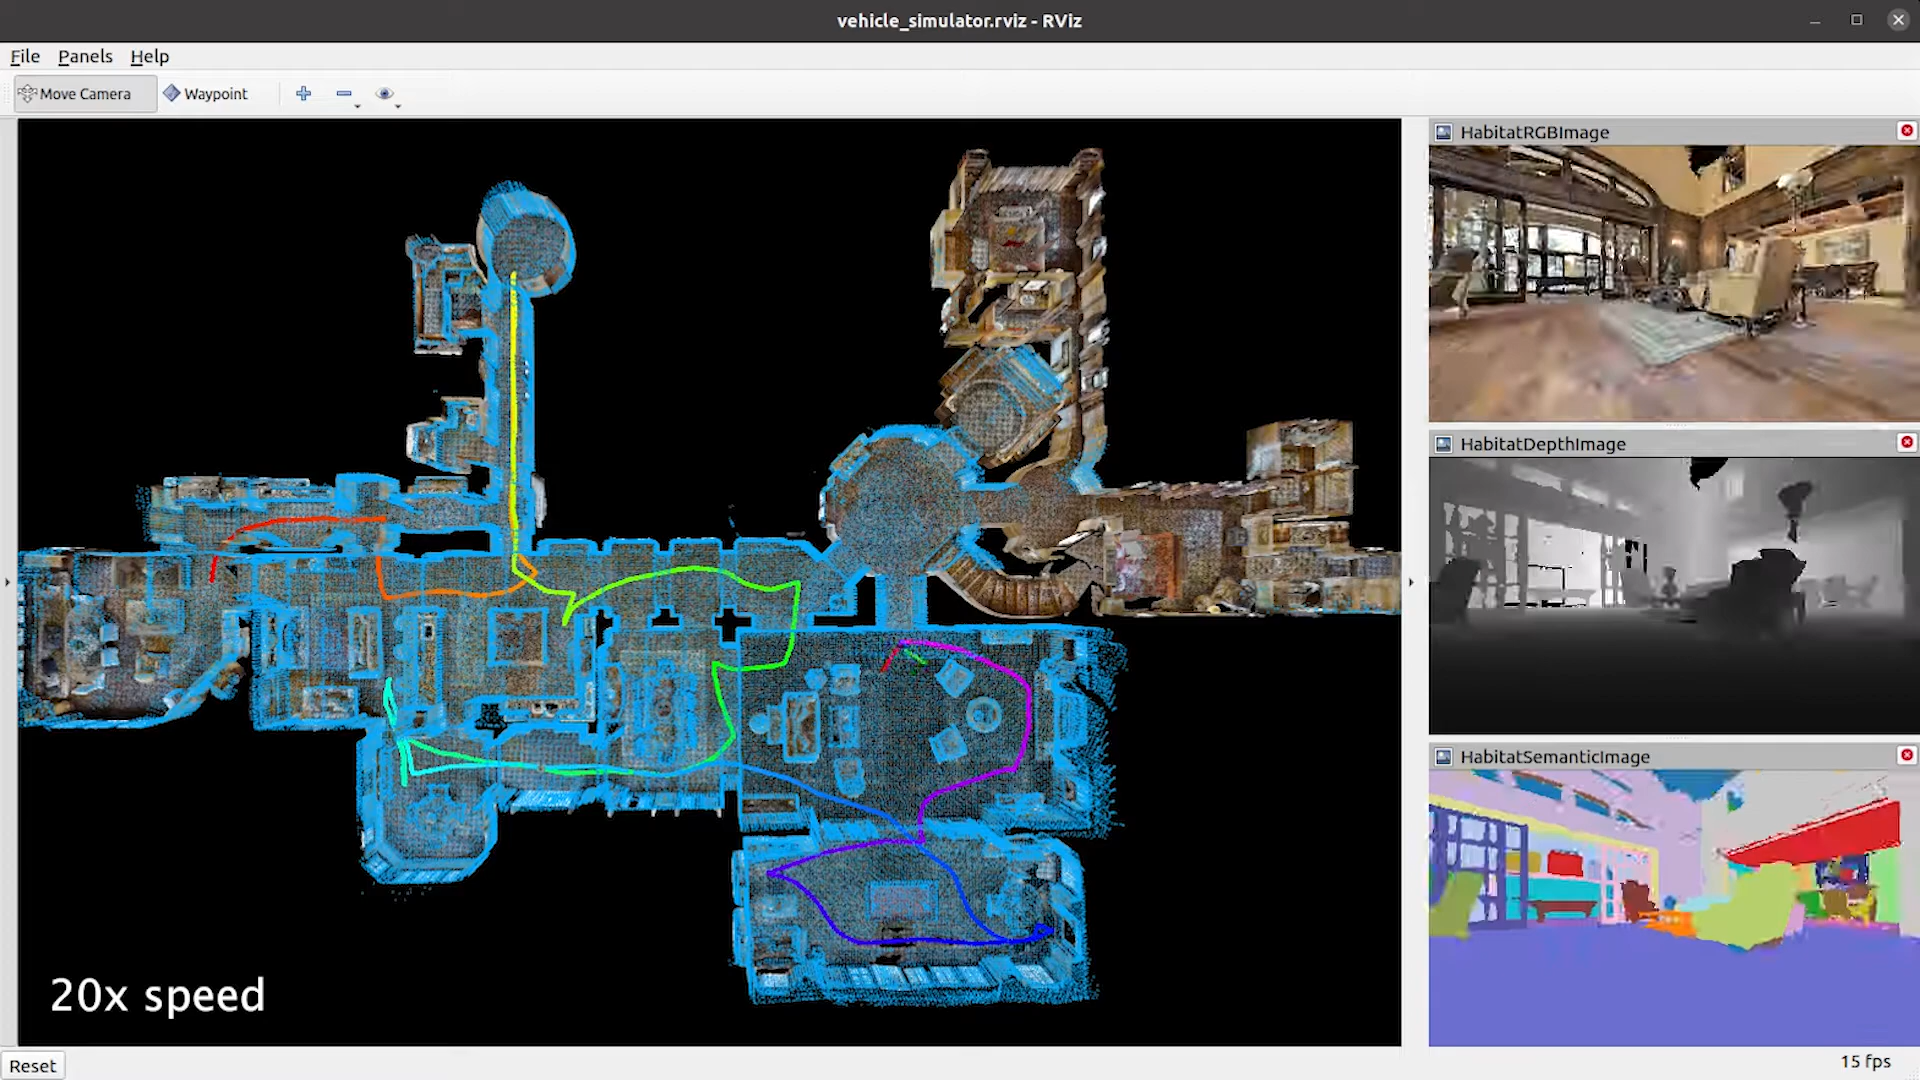 vehicle_simulator.rviz - RViz
File Panels Help
Move Camera Waypoint
HabitatRGBImage
HabitatDepthImage
HabitatSemanticImage
20x speed
Reset
15 fps